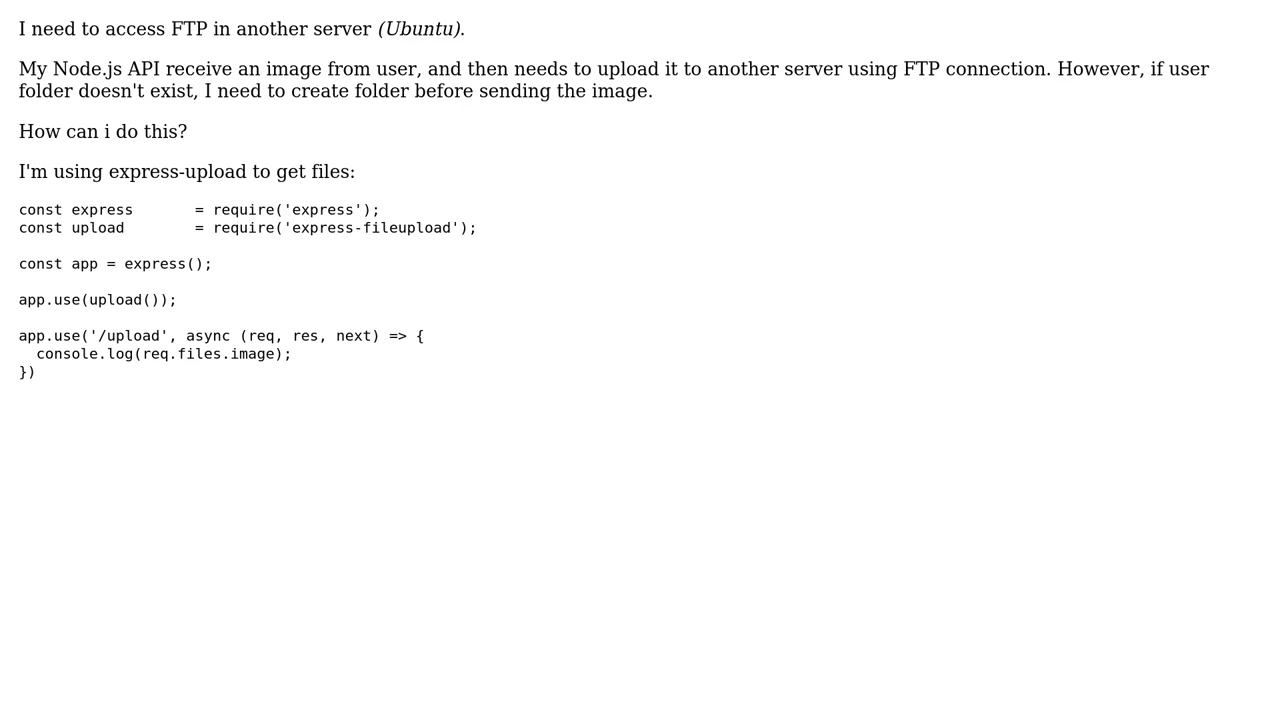 I need to access FTP in another server (Ubuntu).
My Node.js API receive an image from user, and then needs to upload it to another server using FTP connection. However, if user
folder doesn't exist, I need to create folder before sending the image.
How can i do this?
I'm using express-upload to get files:
const express       = require('express');
const upload        = require('express-fileupload');
const app = express();
app.use(upload());
app.use('/upload', async (req, res, next) => {
  console.log(req.files.image);
})